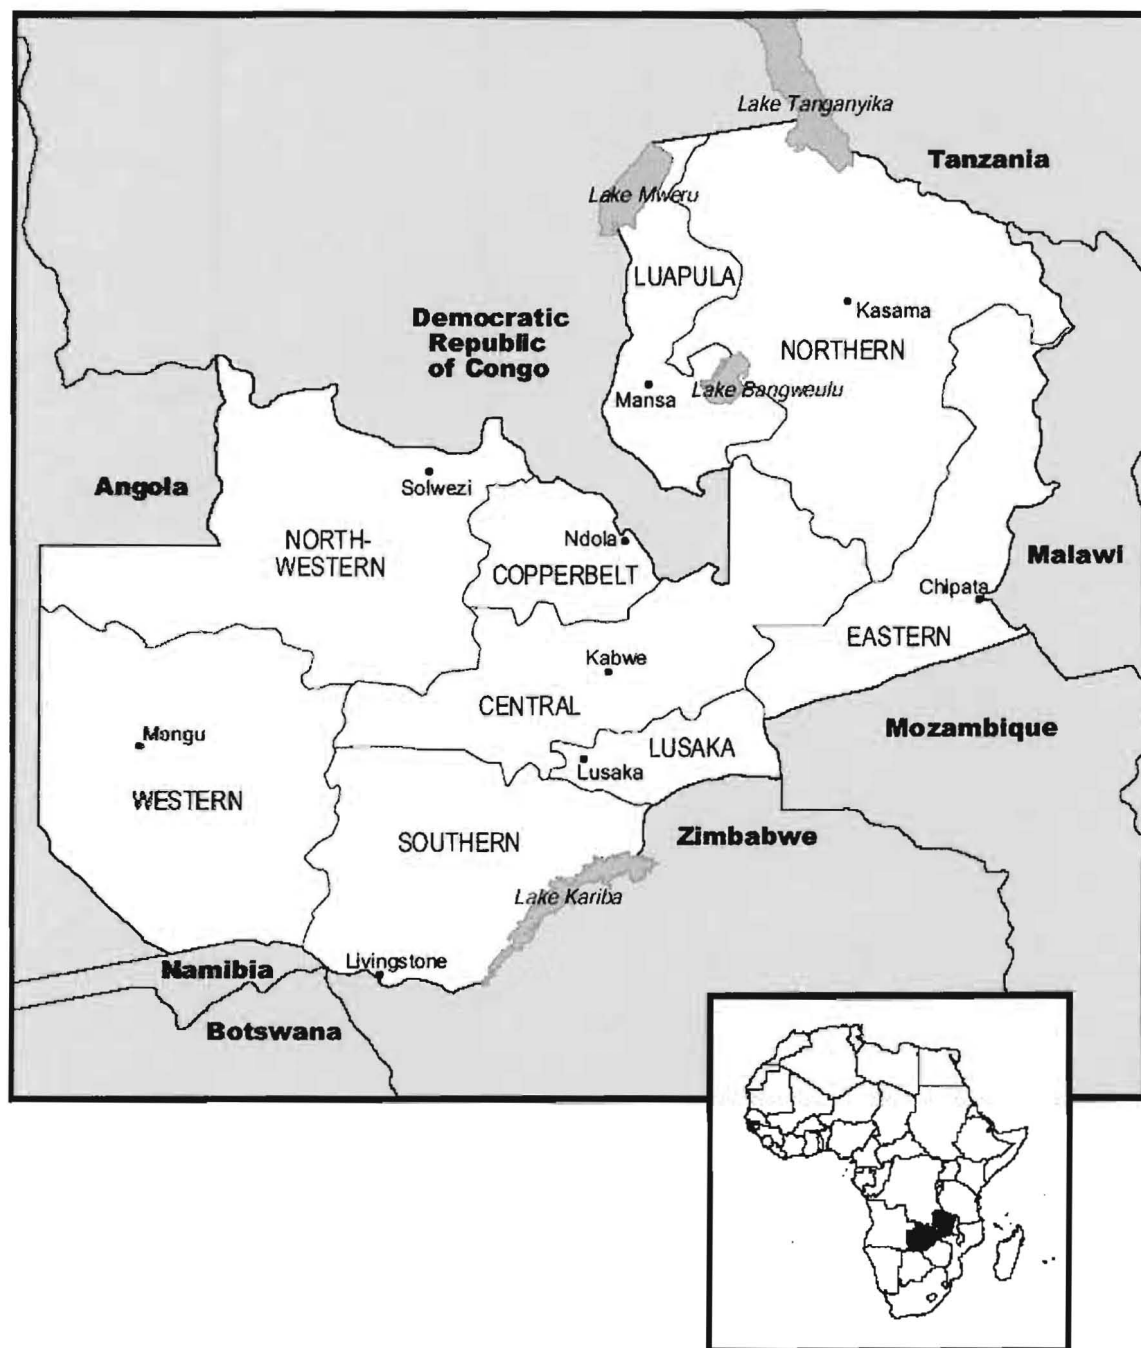 Lake Tanganyika
Tanzania
Lake Mweru
LUAPULA
Democratic
Republic
of Congo
Kasama
NORTHERN
Mansa
Lake Bangweulu
Angola
Solwezi
NORTH-
WESTERN
Ndola
COPPERBELT
Malawi
Chipata
EASTERN
Kabwe
CENTRAL
Mongu
LUSAKA
Lusaka
Mozambique
WESTERN
SOUTHERN
Zimbabwe
Lake Kariba
Livingstone
Namibia
Botswana